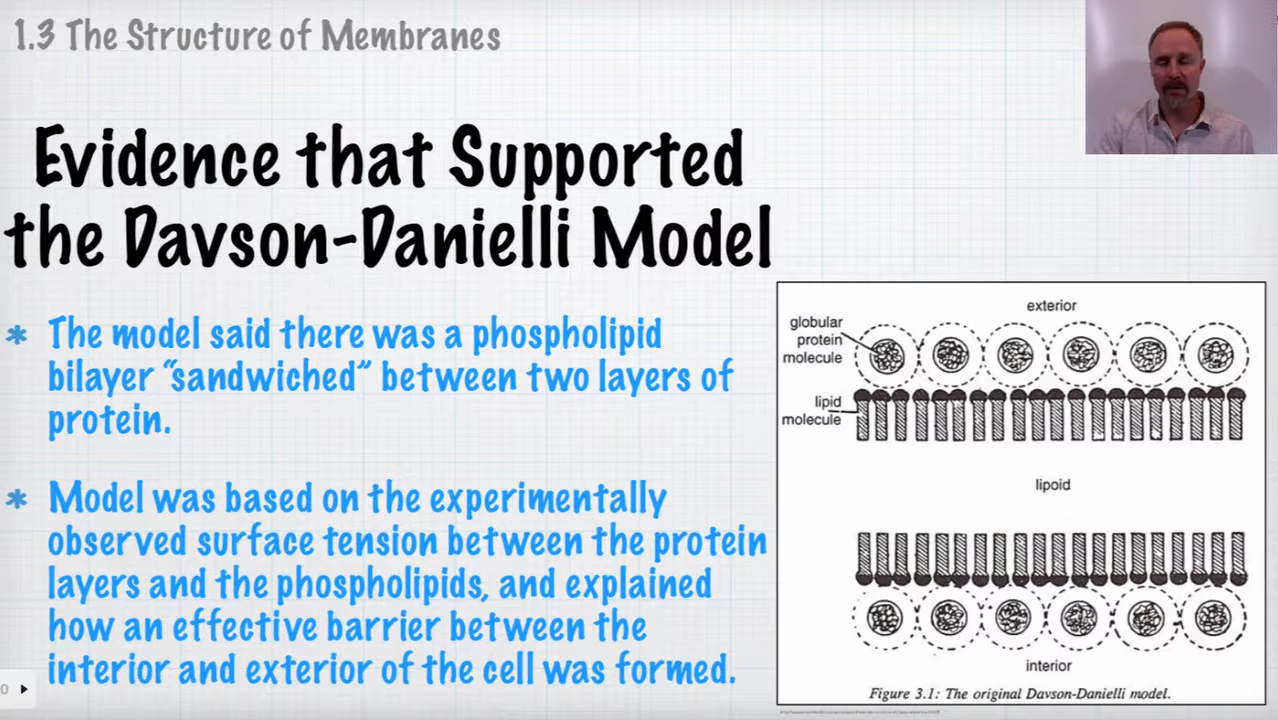 1.3 The Structure of Membranes
Evidence that Supported
the Davson-Danielli Model
* The model said there was a phospholipid
bilayer “sandwiched” between two layers of
protein.
* Model was based on the experimentally
observed surface tension between the protein
layers and the phospholipids, and explained
how an effective barrier between the
interior and exterior of the cell was formed.
exterior
globular
protein
molecule
lipid
molecule
lipoid
interior
Figure 3.1: The original Davson-Danielli model.
0